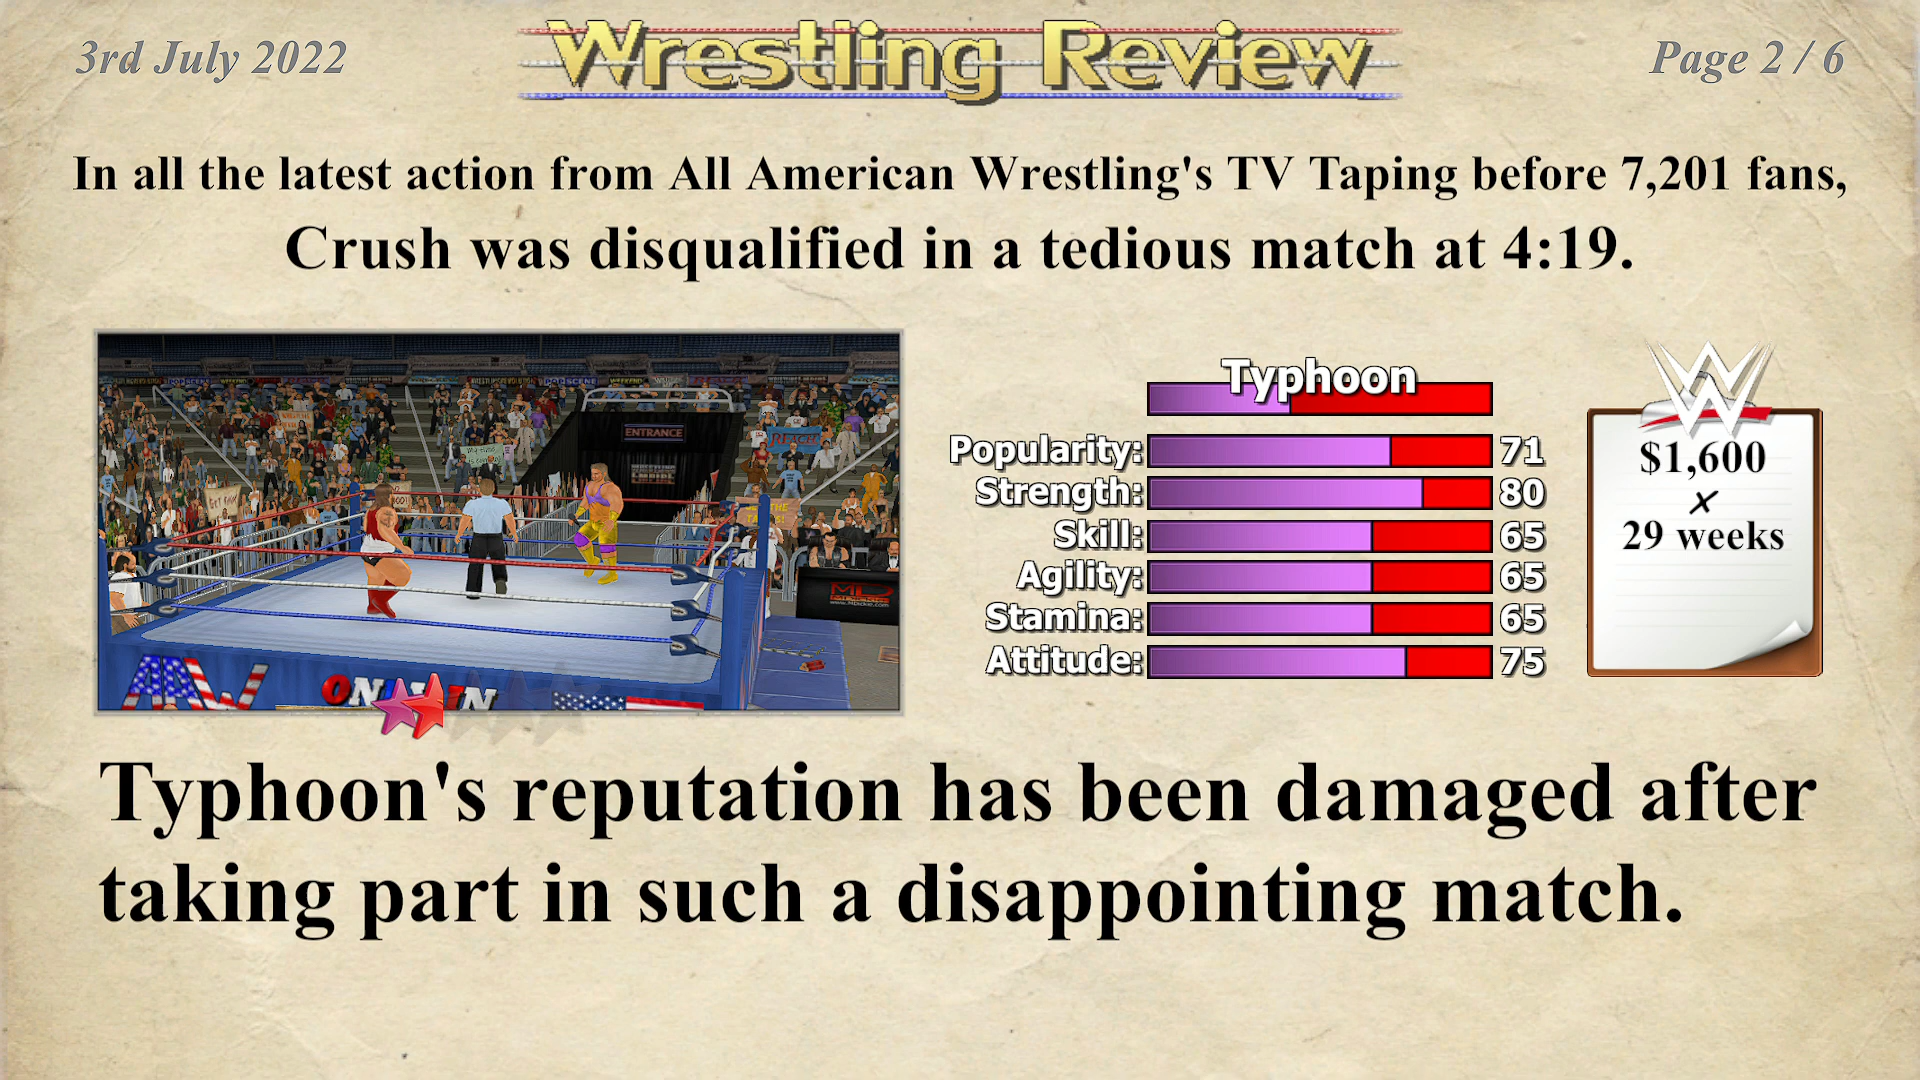 3rd July 2022
Wrestling Review
Page 2 / 6
In all the latest action from All American Wrestling's TV Taping before 7,201 fans,
Crush was disqualified in a tedious match at 4:19.
ENTRANCE
AAW
Typhoon
Popularity: 71
Strength: 80
Skill: 65
Agility: 65
Stamina: 65
Attitude: 75
$1,600
×
29 weeks
Typhoon's reputation has been damaged after
taking part in such a disappointing match.